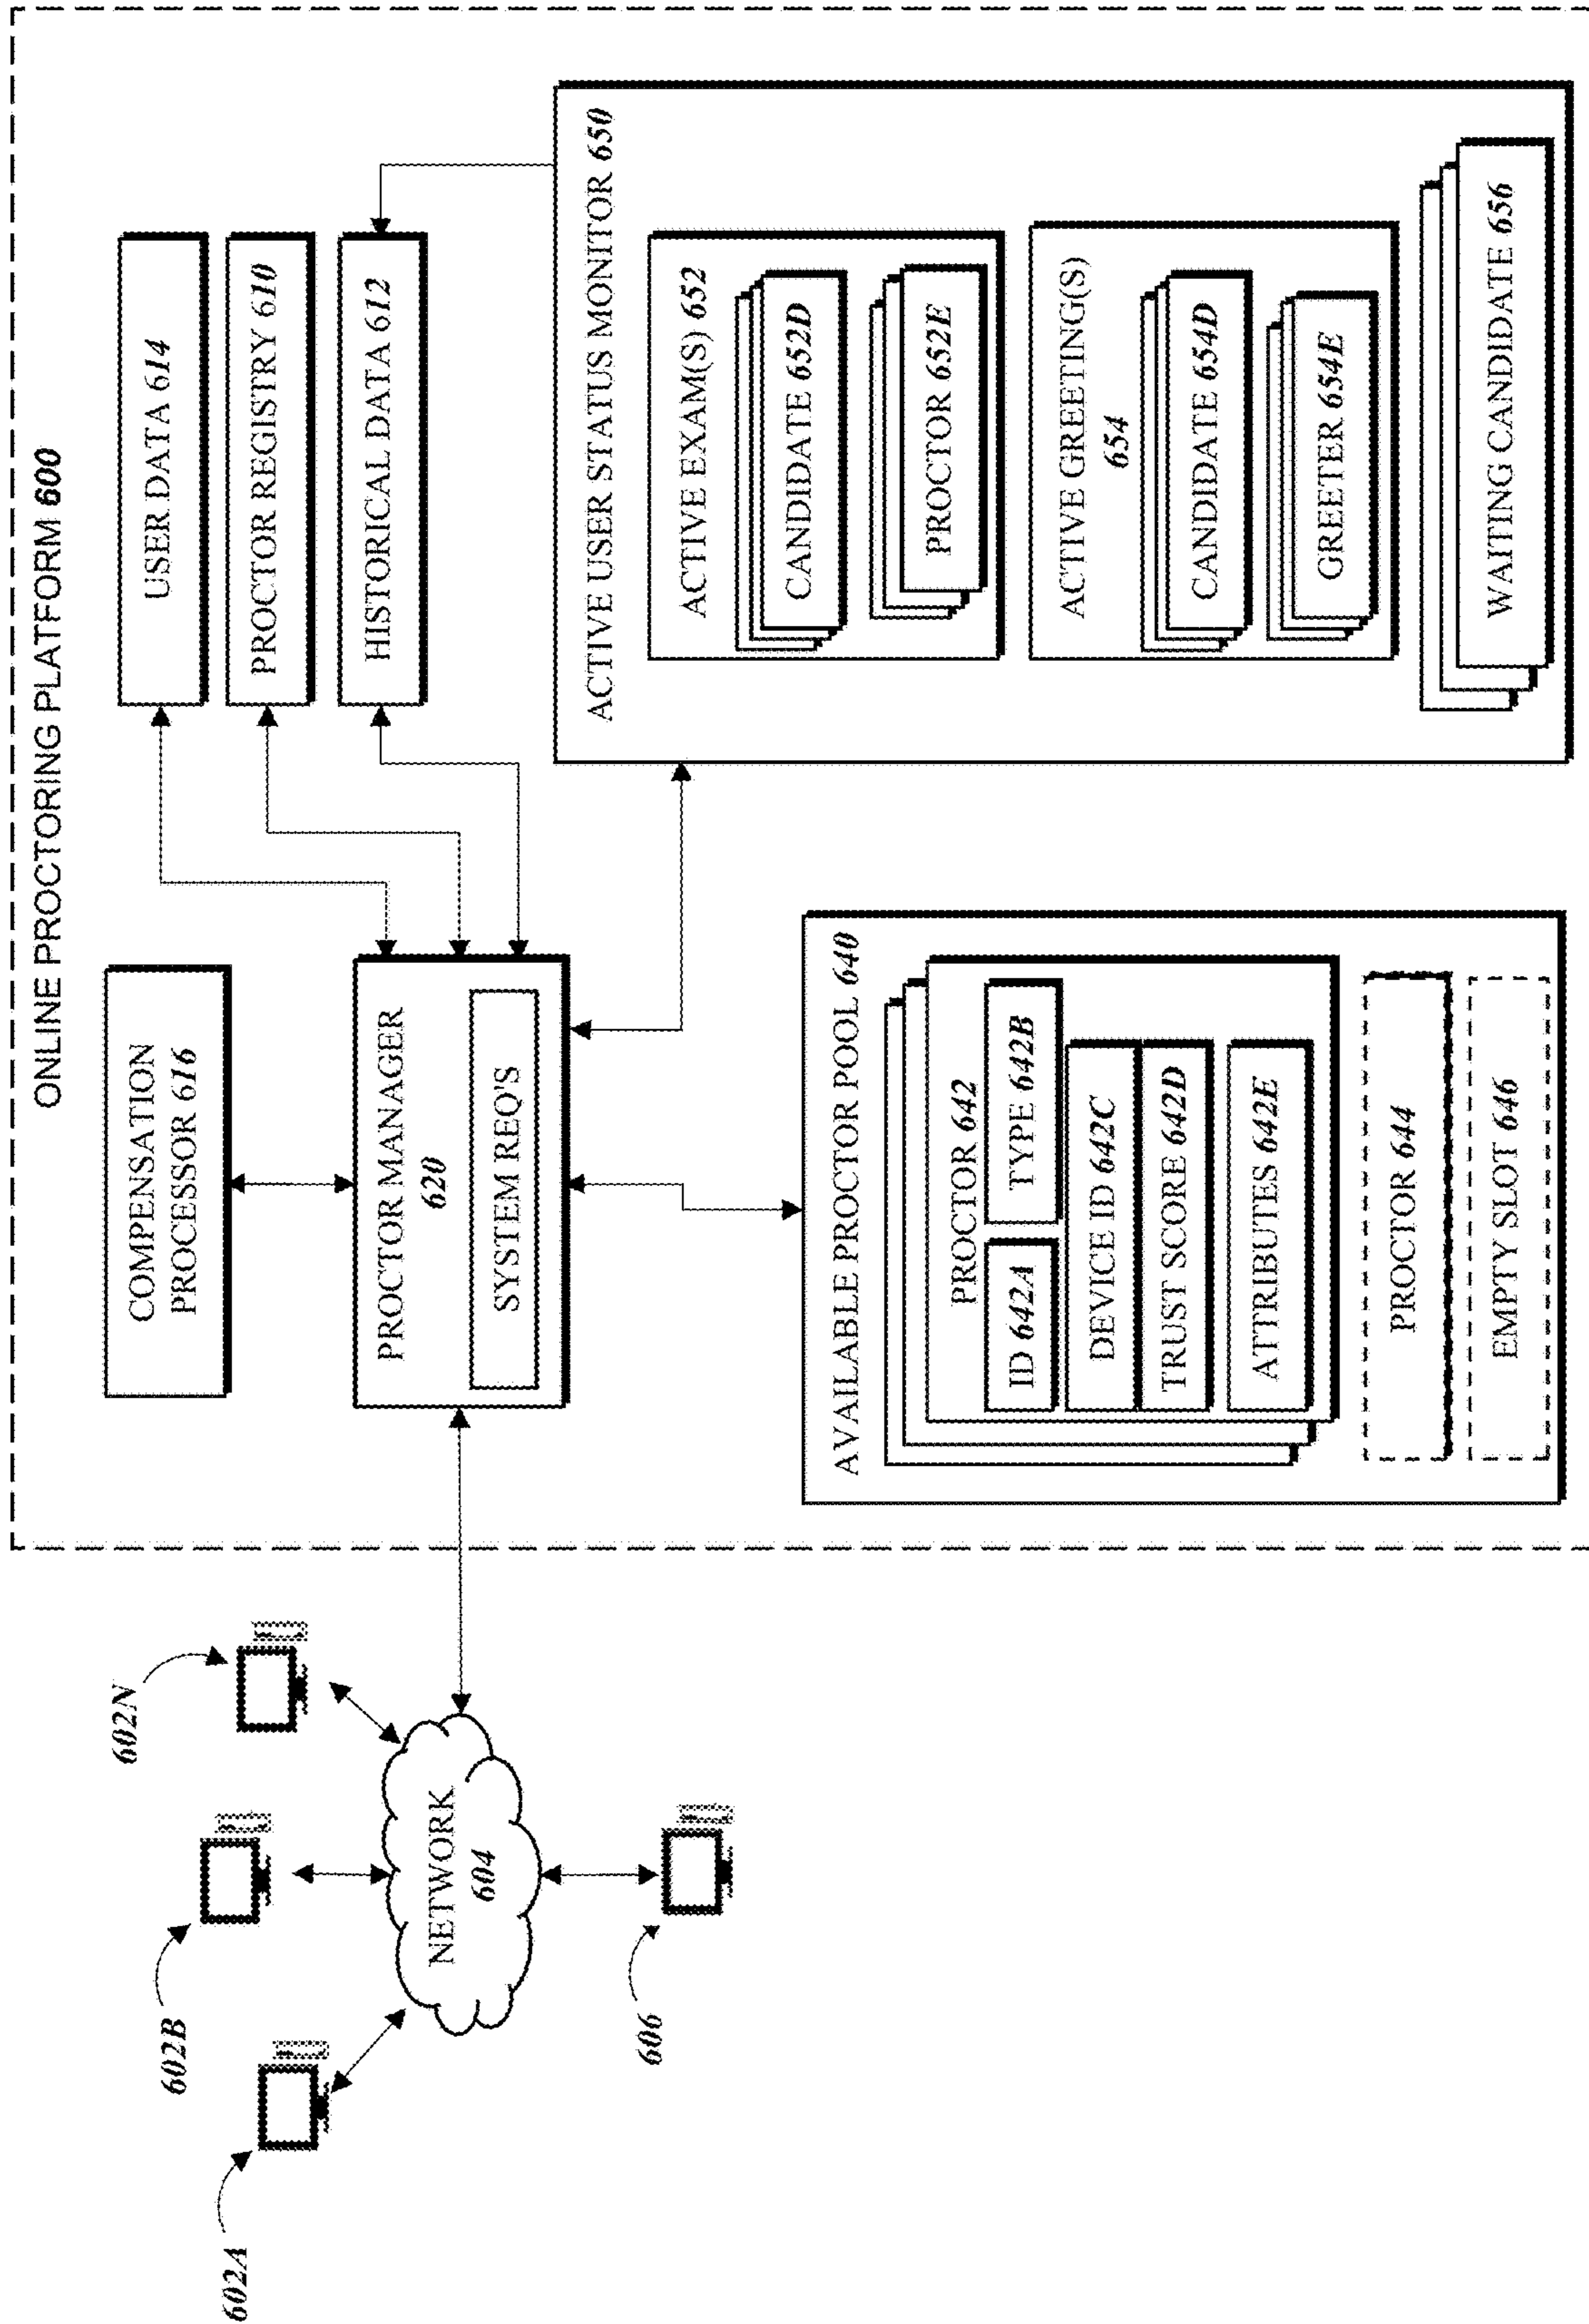 ONLINE PROCTORING PLATFORM 600
602A
602B
602N
NETWORK
604
606
COMPENSATION
PROCESSOR 616
PROCTOR MANAGER
620
SYSTEM REQ'S
USER DATA 614
PROCTOR REGISTRY 610
HISTORICAL DATA 612
AVAILABLE PROCTOR POOL 640
PROCTOR 642
ID 642A
TYPE 642B
DEVICE ID 642C
TRUST SCORE 642D
ATTRIBUTES 642E
PROCTOR 644
EMPTY SLOT 646
ACTIVE USER STATUS MONITOR 650
ACTIVE EXAM(S) 652
CANDIDATE 652D
PROCTOR 652E
ACTIVE GREETING(S)
654
CANDIDATE 654D
GREETER 654E
WAITING CANDIDATE 656